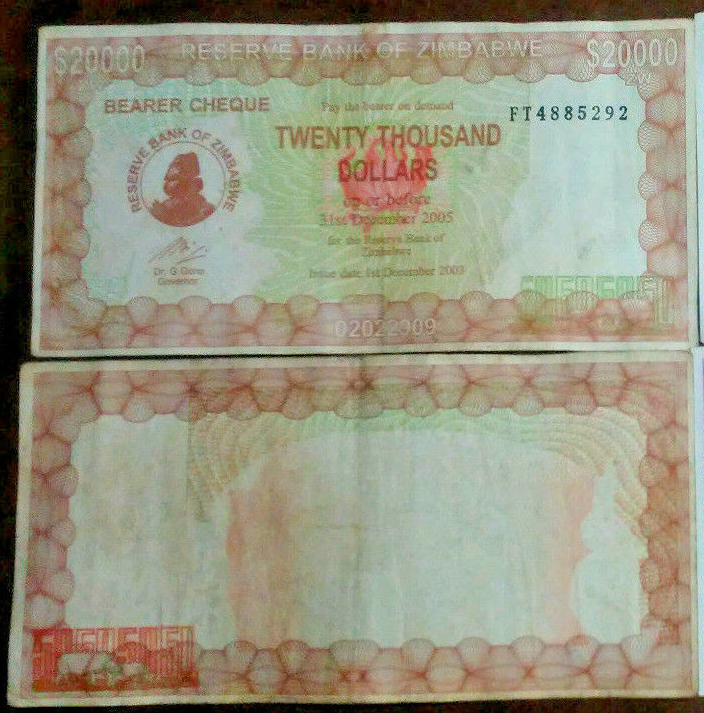 $20000 RESERVE BANK OF ZIMBABWE $20000
BEARER CHEQUE
Pay the bearer on demand
FT4885292
TWENTY THOUSAND
DOLLARS
on or before
31st December 2005
for the Reserve Bank of
Zimbabwe
Issue date 1st December 2003
RESERVE BANK OF ZIMBABWE
Dr. G Gono
Governor
02022909